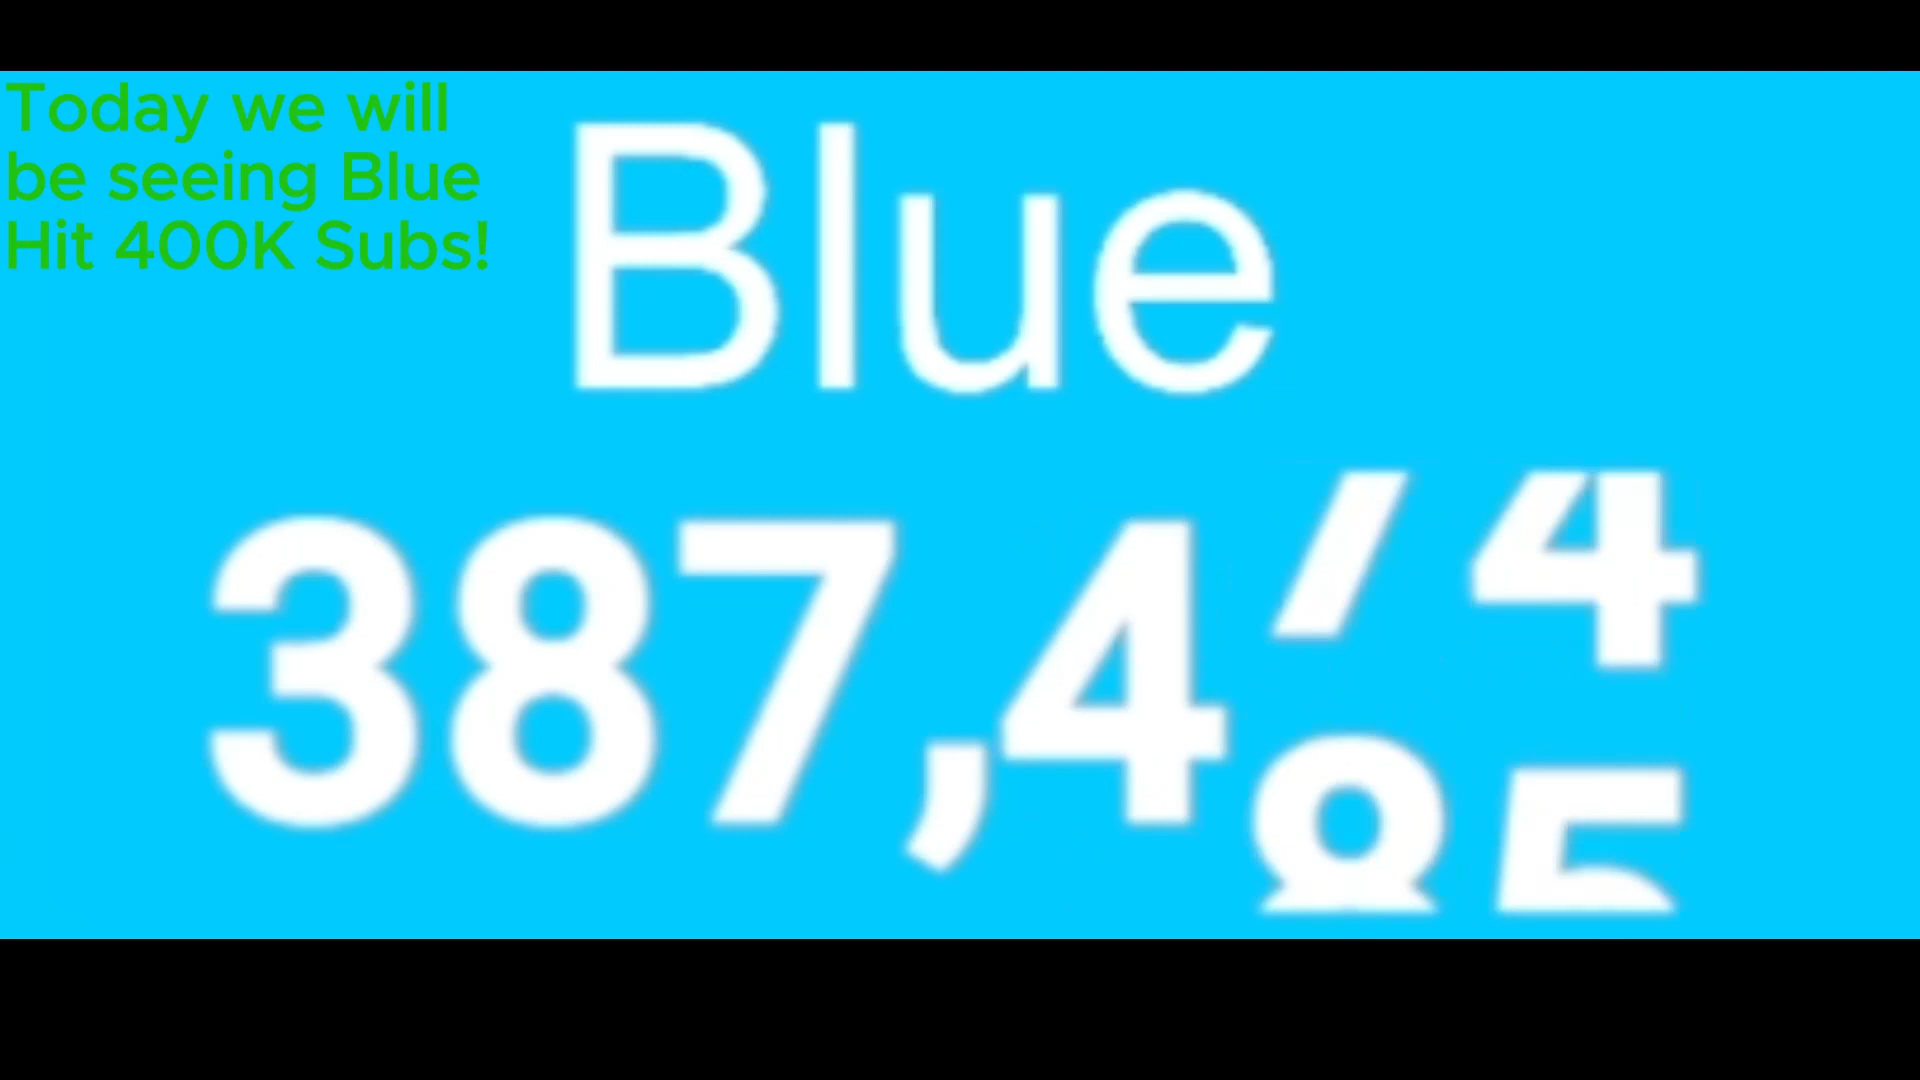 Today we will
be seeing Blue
Hit 400K Subs!
Blue
387,4